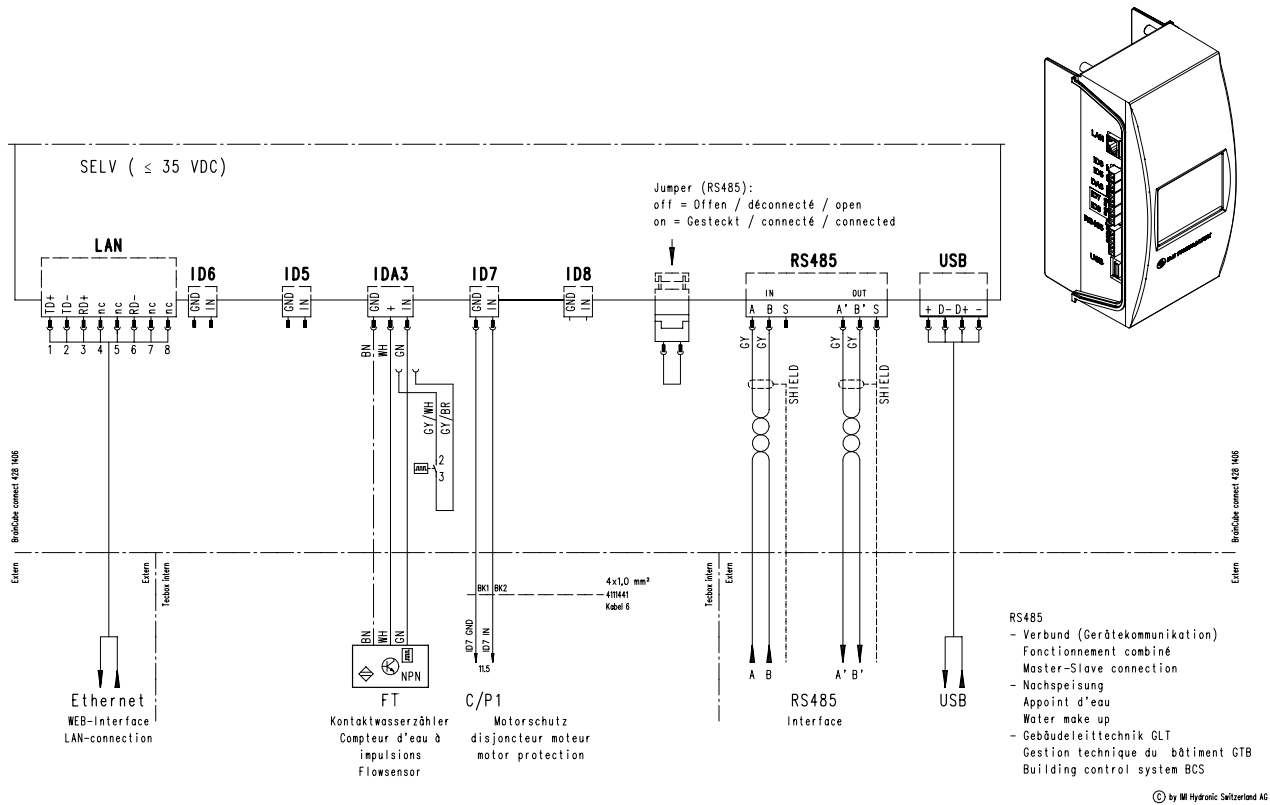 SELV ( ≤ 35 VDC)
Jumper (RS485):
off = Offen / déconnecté / open
on = Gesteckt / connecté / connected
LAN
ID6
ID5
IDA3
ID7
ID8
RS485
USB
TD+ TD- RD+ nc nc RD- nc nc
GND IN
GND IN
GND + IN
GND IN
GND IN
IN OUT
A B S A' B' S
+ D- D+ -
1 2 3 4 5 6 7 8
BN WH GN
GY GY GY GY
SHIELD SHIELD
GY/WH GY/BR
2
3
BrainCube connect 428 1406
BrainCube connect 428 1406
Extern
Extern
Tecbox intern
Tecbox intern
Extern
Extern
BK1 BK2
4x1,0 mm²
4111441
Kabel 6
BN WH GN
ID7 GND
ID7 IN
11.5
NPN
A B A' B'
Ethernet
WEB-Interface
LAN-connection
FT
Kontaktwasserzähler
Compteur d'eau à
impulsions
Flowsensor
C/P1
Motorschutz
disjoncteur moteur
motor protection
RS485
Interface
USB
RS485
- Verbund (Gerätekommunikation)
Fonctionnement combiné
Master-Slave connection
- Nachspeisung
Appoint d'eau
Water make up
- Gebäudeleittechnik GLT
Gestion technique du bâtiment GTB
Building control system BCS
LAN
ID7
ID8
RS485
USB
© by IMI Hydronic Switzerland AG